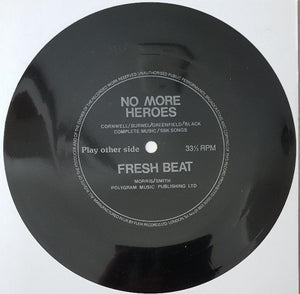 NO MORE
HEROES
CORNWELL/BURWEL/GREENFIELD/BLACK
COMPLETE MUSIC/SBK SONGS
Play other side 33⅓ RPM
FRESH BEAT
MORRIS/SMITH
POLYGRAM MUSIC PUBLISHING LTD